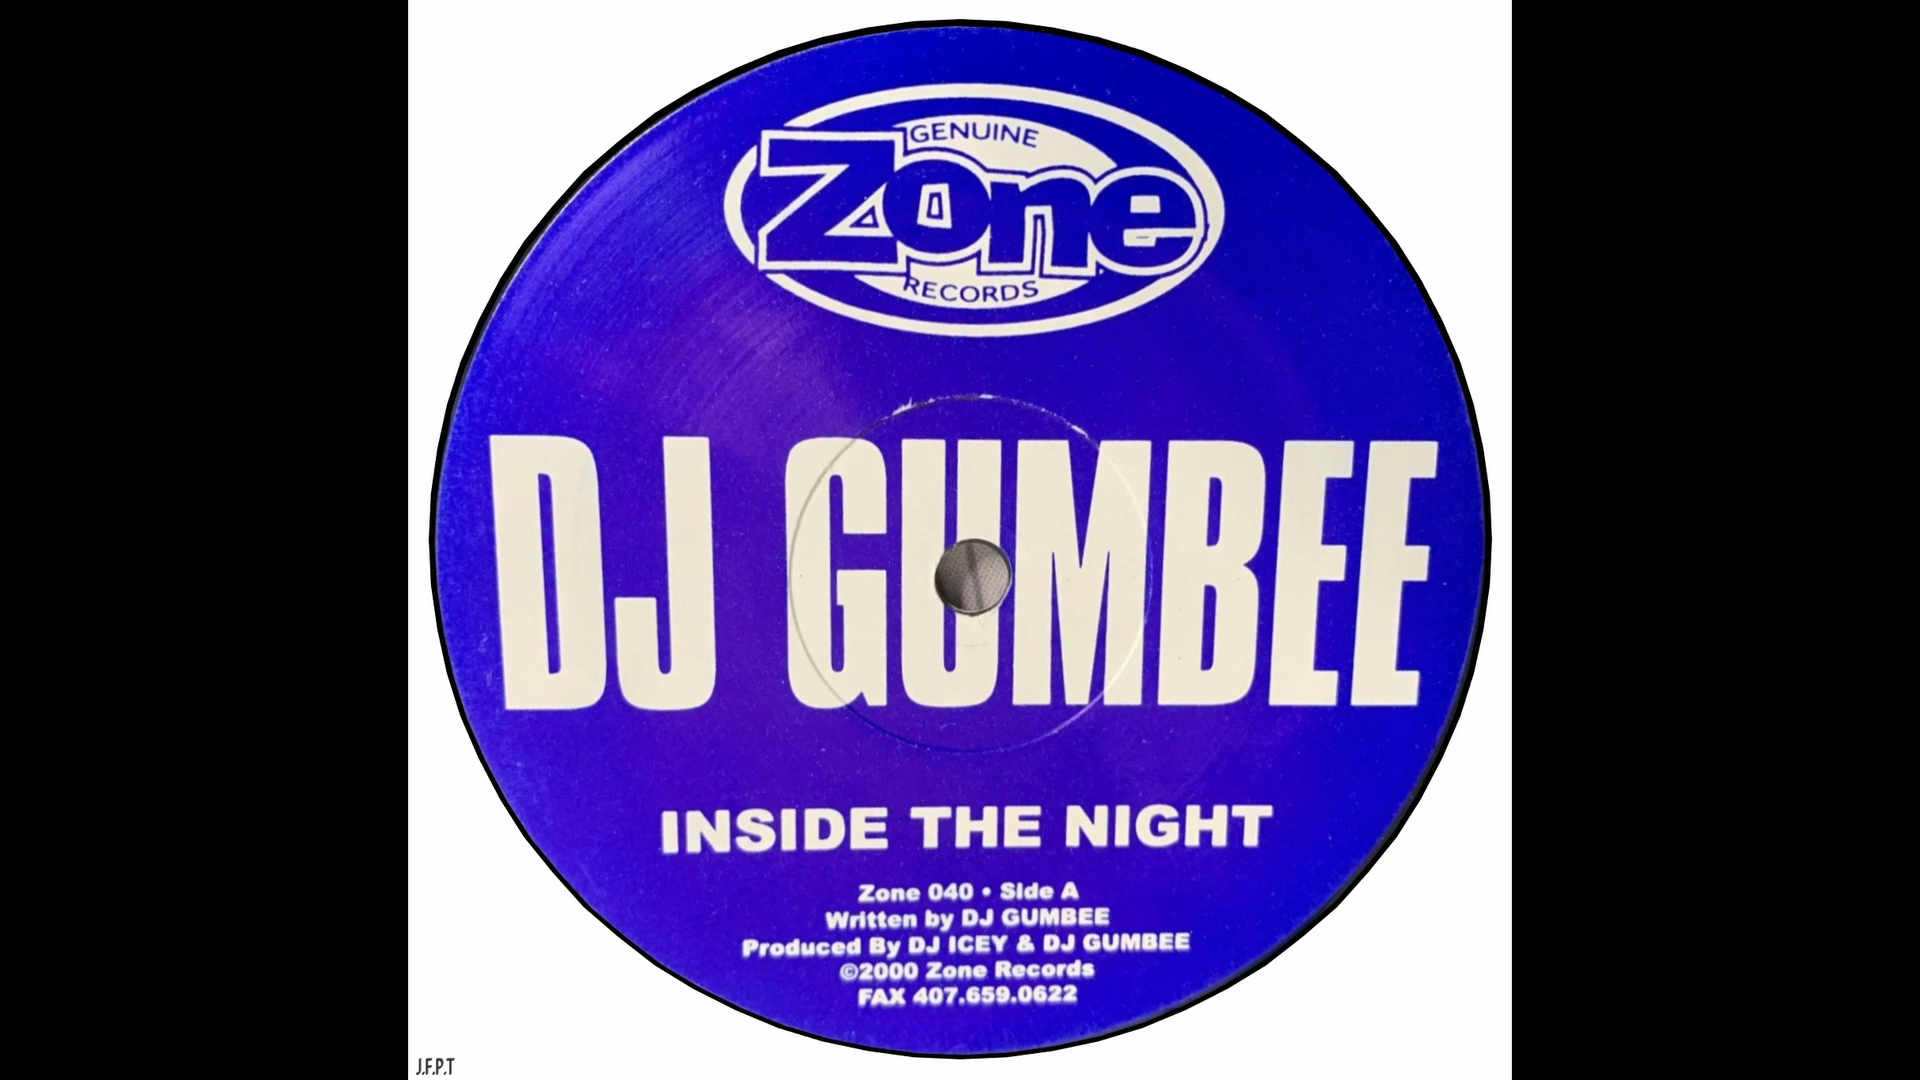 GENUINE
Zone
RECORDS
DJ GUMBEE
INSIDE THE NIGHT
Zone 040 • Side A
Written by DJ GUMBEE
Produced By DJ ICEY & DJ GUMBEE
©2000 Zone Records
FAX 407.659.0622
J.F.P.T